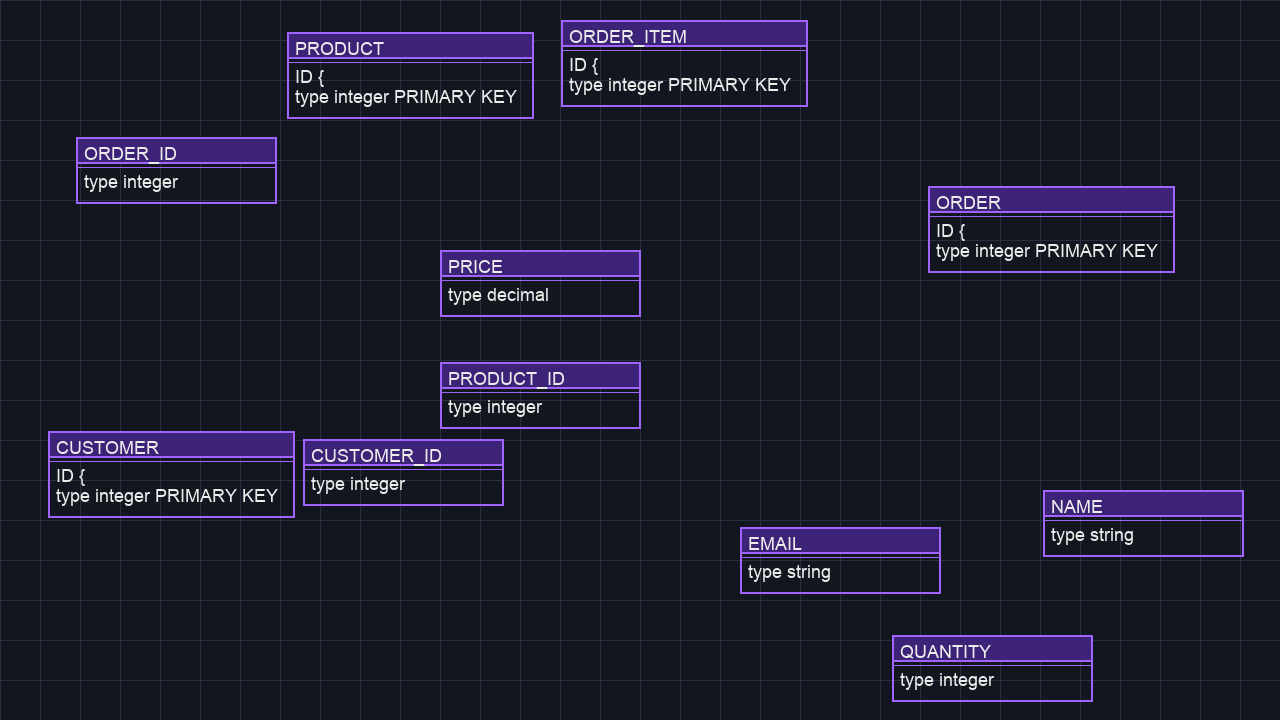 PRODUCT
ID {
type integer PRIMARY KEY
ORDER_ITEM
ID {
type integer PRIMARY KEY
ORDER_ID
type integer
ORDER
ID {
type integer PRIMARY KEY
PRICE
type decimal
PRODUCT_ID
type integer
CUSTOMER
ID {
type integer PRIMARY KEY
CUSTOMER_ID
type integer
NAME
type string
EMAIL
type string
QUANTITY
type integer